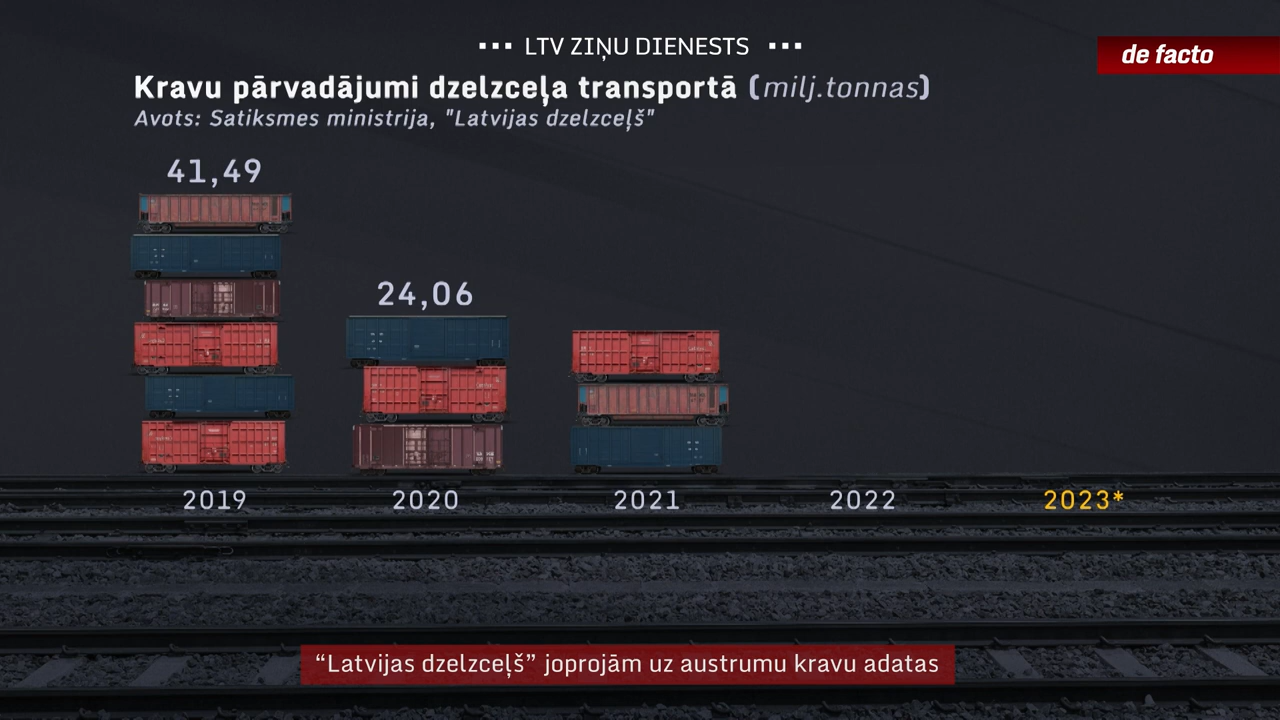 LTV ZIŅU DIENESTS
de facto
Kravu pārvadājumi dzelzceļa transportā (milj.tonnas)
Avots: Satiksmes ministrija, "Latvijas dzelzceļš"
41,49
24,06
2019 2020 2021 2022 2023*
“Latvijas dzelzceļš” joprojām uz austrumu kravu adatas